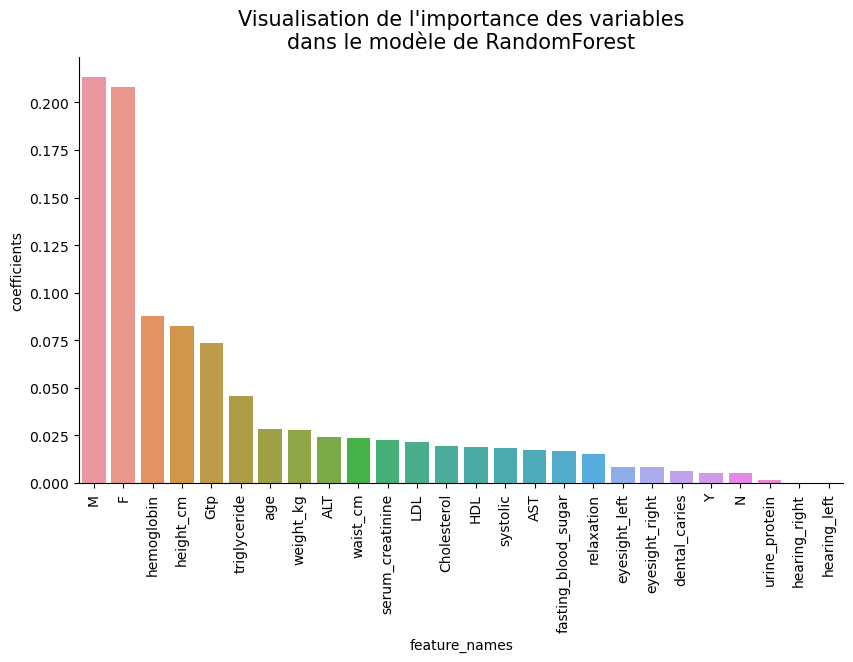 Visualisation de l'importance des variables
dans le modèle de RandomForest
coefficients
0.200
0.175
0.150
0.125
0.100
0.075
0.050
0.025
0.000
M
F
hemoglobin
height_cm
Gtp
triglyceride
age
weight_kg
ALT
waist_cm
serum_creatinine
LDL
Cholesterol
HDL
systolic
AST
fasting_blood_sugar
relaxation
eyesight_left
eyesight_right
dental_caries
Y
N
urine_protein
hearing_right
hearing_left
feature_names